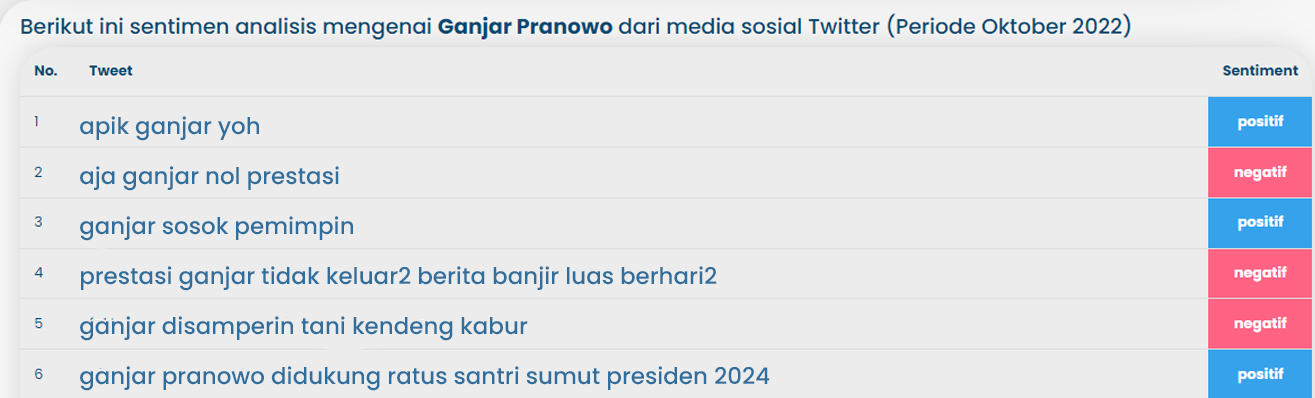 Berikut ini sentimen analisis mengenai Ganjar Pranowo dari media sosial Twitter (Periode Oktober 2022)
No. Tweet Sentiment
1 apik ganjar yoh positif
2 aja ganjar nol prestasi negatif
3 ganjar sosok pemimpin positif
4 prestasi ganjar tidak keluar2 berita banjir luas berhari2 negatif
5 ganjar disamperin tani kendeng kabur negatif
6 ganjar pranowo didukung ratus santri sumut presiden 2024 positif